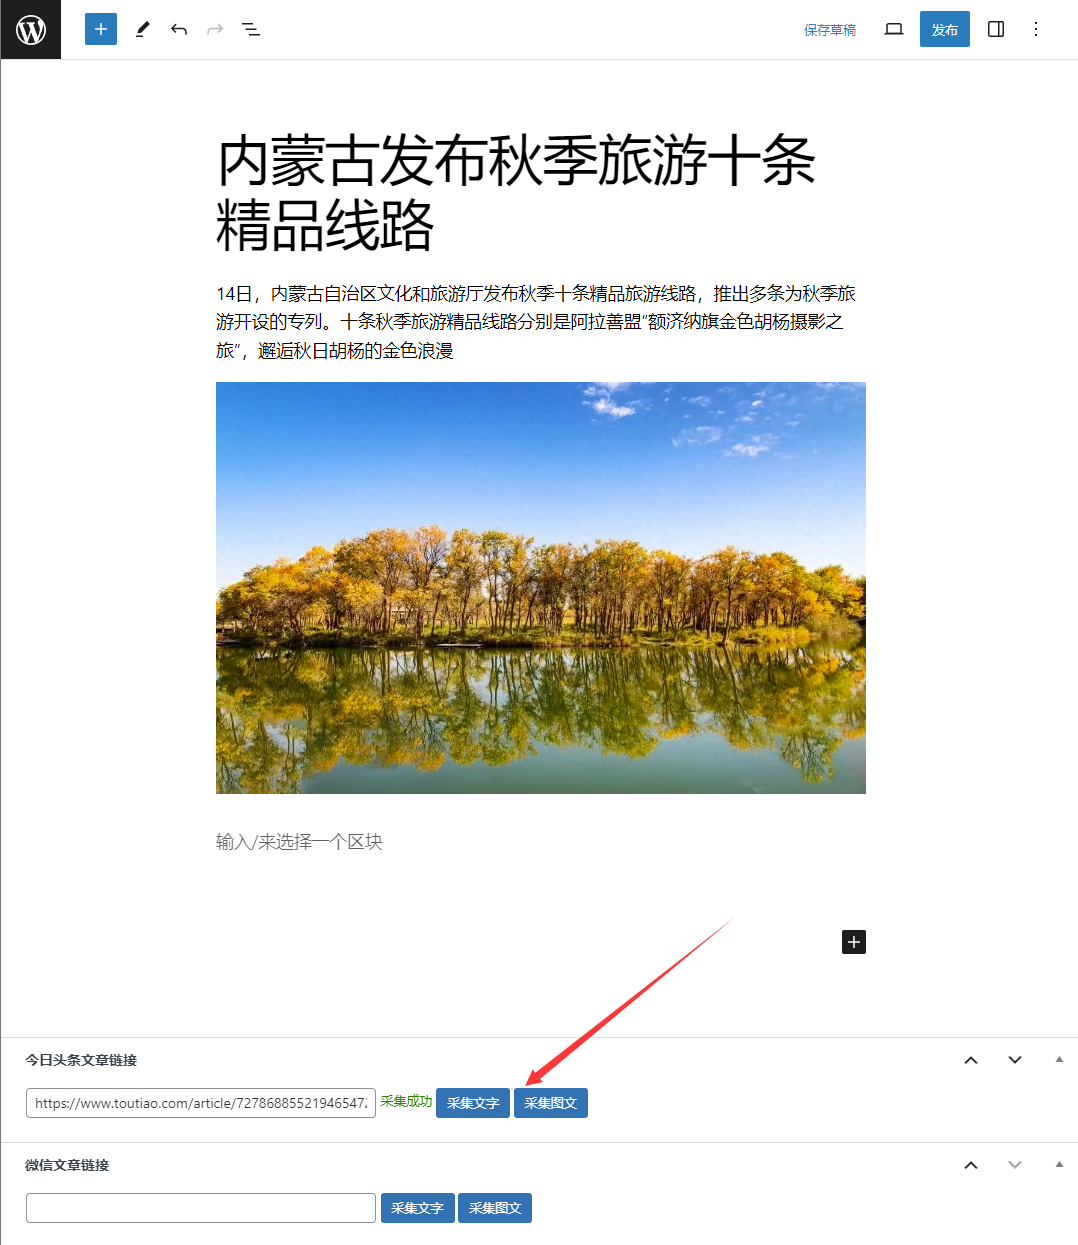 保存草稿
发布
内蒙古发布秋季旅游十条
精品线路
14日，内蒙古自治区文化和旅游厅发布秋季十条精品旅游线路，推出多条为秋季旅
游开设的专列。十条秋季旅游精品线路分别是阿拉善盟“额济纳旗金色胡杨摄影之
旅”，邂逅秋日胡杨的金色浪漫
输入/来选择一个区块
今日头条文章链接
https://www.toutiao.com/article/72786885521946547 采集成功 采集文字 采集图文
微信文章链接
采集文字 采集图文